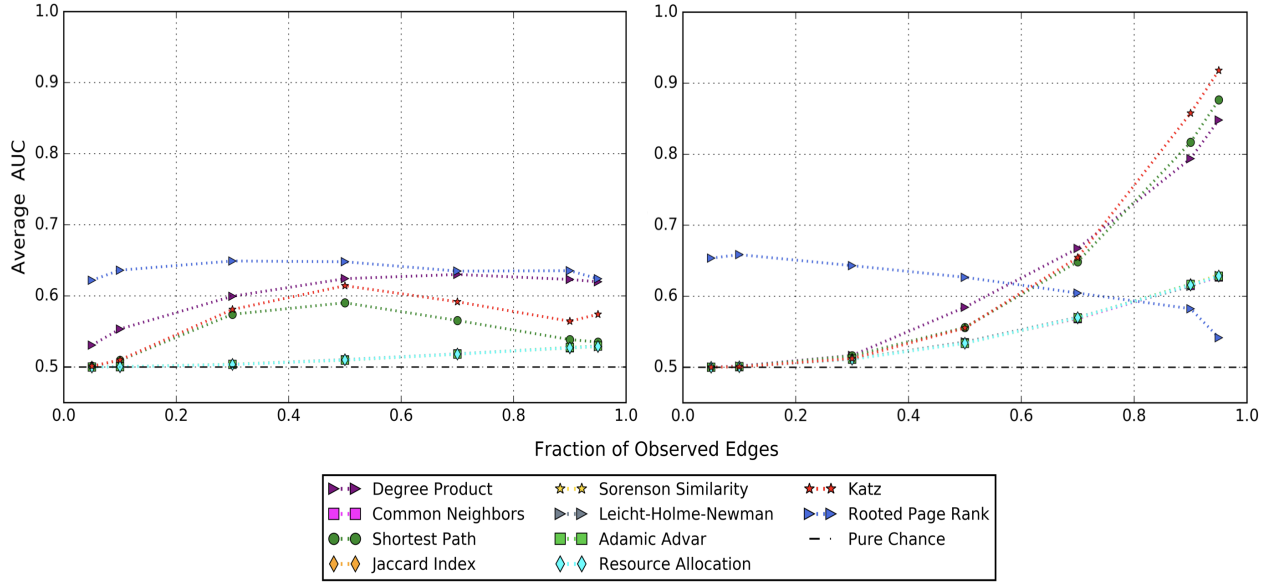 1.0
0.9
0.8
0.7
0.6
0.5
0.0 0.2 0.4 0.6 0.8 1.0
Average AUC
1.0
0.9
0.8
0.7
0.6
0.5
0.0 0.2 0.4 0.6 0.8 1.0
Fraction of Observed Edges
Degree Product
Common Neighbors
Shortest Path
Jaccard Index
Sorenson Similarity
Leicht-Holme-Newman
Adamic Advar
Resource Allocation
Katz
Rooted Page Rank
Pure Chance